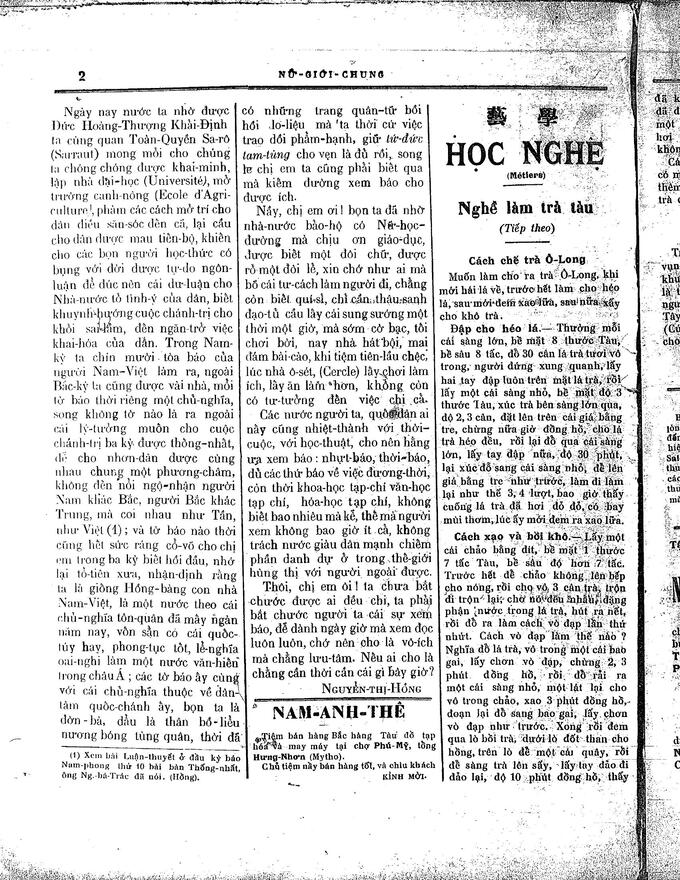 2
NỮ-GIỚI-CHUNG
Ngày nay nước ta nhờ được
Đức Hoàng-Thượng Khải-Định
ta cùng quan Toàn-Quyền Sa-rô
(Sarraut) mong mỏi cho chúng
ta chóng chóng được khai-minh,
lập nhà đại-học (Université), mở
trường canh-nông (Ecole d'Agri-
culture), phàm các cách mở trí cho
dân điều săn-sóc đến cả, lại cầu
cho dân được mau tiến-bộ, khiến
cho các bọn người học-thức có
bụng với đời được tự-do ngôn-
luận để đúc nên cái dư-luận cho
Nhà-nước tỏ tình-ý của dân, biết
khuynh-hướng cuộc chánh-trị cho
khỏi sai-lầm, đến ngăn-trở việc
khai-hóa của dân. Trong Nam-
kỳ ta chín mười tòa báo của
người Nam-Việt làm ra, ngoài
Bắc-kỳ ta cũng được vài nhà, mỗi
tờ báo thời riêng một chủ-nghĩa,
song không tờ nào là ra ngoài
cái lý-tưởng muốn cho cuộc
chánh-trị ba kỳ được thống-nhất,
để cho nhơn-dân được cùng
nhau chung một phương-châm,
không đến nỗi ngộ-nhận người
Nam khác Bắc, người Bắc khác
Trung, mà coi nhau như Tần,
như Việt (1) ; và tờ báo nào thời
cũng hết sức ráng cổ-võ cho chị
em trong ba kỳ biết hồi đầu, nhớ
lại tổ-tiên xưa, nhận-định rằng
ta là giống Hồng-bàng con nhà
Nam-Việt, là một nước theo cái
chủ-nghĩa tôn-quân đã mấy ngàn
năm nay, vốn sẵn có cái quốc-
túy hay, phong-tục tốt, lễ-nghĩa
oai-nghi làm một nước văn-hiến
trong châu Á ; các tờ báo ấy cùng
với cái chủ-nghĩa thuộc về dân-
tâm quốc-chánh ấy, bọn ta là
đờn-bà, dầu là thân bồ-liễu
nương bóng tùng quân, thời đã
(1) Xem bài Luận-thuyết ở đầu kỳ báo
Nam-phong thứ 10 bài bàn Thống-nhất,
ông Ng.-bá-Trác đã nói. (Hồng).
có những trang quân-tử bồi
hồi lo-liệu mà ta thời cứ việc
trao dồi phẩm-hạnh, giữ tứ-đức
tam-tùng cho vẹn là đủ rồi, song
le chị em ta cũng phải biết qua
mà kiếm đường xem báo cho
được ích.
Nầy, chị em ơi ! bọn ta đã nhờ
nhà-nước bảo-hộ có Nữ-học-
đường mà chịu ơn giáo-dục,
được biết một đôi chữ, được
rõ một đôi lẽ, xin chớ như ai mà
bỏ cái tư-cách làm người đi, chẳng
còn biết quí-sỉ, chỉ cần thâu-sanh
đạo-tủ cầu lấy cái sung sướng một
thời một giờ, mà sớm cờ bạc, tối
chơi bời, nay nhà hát bội, mai
đám bài-cào, khi tiệm tiền-lầu chệc,
lúc nhà ô-sét, (Cercle) lấy chơi làm
ích, lấy ăn làm hơn, không còn
có tư-tưởng đến việc chi cả.
Các nước người ta, quốc-dân ai
này cũng nhiệt-thành với thời-
cuộc, với học-thuật, cho nên hằng
ưa xem báo : nhựt-báo, thời-báo,
đủ các thứ báo về việc đương-thời,
còn thời khoa-học tạp-chí văn-học
tạp chí, hóa-học tạp chí, không
biết bao nhiêu mà kể, thế mà người
xem không bao giờ ít cả, không
trách nước giàu dân mạnh chiếm
phần danh dự ở trong thế-giới
hùng thị với người ngoài được.
Thôi, chị em ôi ! ta chưa bắt
chước được ai đều chi, ta phải
bắt chước người ta cái sự xem
báo, để dành ngày giờ mà xem đọc
luôn luôn, chớ nên cho là vô-ích
mà chẳng lưu-tâm. Nếu ai cho là
chẳng cần thời cần cái gì bây giờ?
NGUYỄN-THỊ-HỒNG
NAM-ANH-THÊ
Tiệm bán hàng Bắc hàng Tàu đồ tạp
hóa và may máy tại chợ Phú-Mỹ, tổng
Hưng-Nhơn (Mytho).
Chủ tiệm nầy bán hàng tốt, và chìu khách
KÍNH MỜI.
藝 學
HỌC NGHỆ
(Métiers)
Nghề làm trà tàu
(Tiếp theo)
Cách chế trà Ô-Long
Muốn làm cho ra trà Ô-Long, khi
mới hái lá về, trước hết làm cho héo
lá, sau mới đem xao lửa, sau nữa xấy
cho khô trà.
Đập cho héo lá.— Thường mỗi
cái sàng lớn, bề mặt 8 thước Tàu,
bề sâu 8 tấc, đổ 30 cân lá trà tươi vô
trong, người đứng xung quanh, lấy
hai tay đập luôn trên mặt lá trà, rồi
lấy một cái sàng nhỏ, bề mặt độ 3
thước Tàu, xúc trà bên sàng lớn qua,
độ 2, 3 cân, đặt lên trên cái giá bằng
tre, chừng nữa giờ đồng hồ, cho lá
trà héo đều, rồi lại đổ qua cái sàng
lớn, lấy tay đập nữa, độ 30 phút,
lại xúc đổ sang cái sàng nhỏ, để lên
giá bằng tre như trước, làm đi làm
lại như thế 3, 4 lượt, bao giờ thấy
cuống lá trà đã hơi đỏ đỏ, có bay
mùi thơm, lúc ấy mới đem ra xao lửa.
Cách xạo và bồi khô.— Lấy một
cái chảo bằng đít, bề mặt 1 thước
7 tấc Tàu, bề sâu độ hơn 7 tấc.
Trước hết để chảo không lên bếp
cho nóng, rồi cho vô 3 cân trà, trộn
đi trộn lại; chờ nó đều nhau, đặng
phận nước trong lá trà, hút ra nết,
rồi đổ ra làm cách vò đạp lần thứ
nhứt. Cách vò đạp làm thế nào ?
Nghĩa đổ lá trà, vô trong một cái bao
gai, lấy chơn vò đạp, chừng 2, 3
phút đồng hồ, rồi đổ rãi ra
một cái sàng nhỏ, một lát lại cho
vô trong chảo, xao 3 phút đồng hồ,
đoạn lại đổ sang bao gai, lấy chơn
vò đạp như trước. Xong rồi đem
qua lò bồi trà, dưới lò đốt than cho
hồng, trên lò để một cái quây, rồi
để sàng trà lên sấy, lấy tay đảo đi
đảo lại, độ 10 phút đồng hồ, thấy